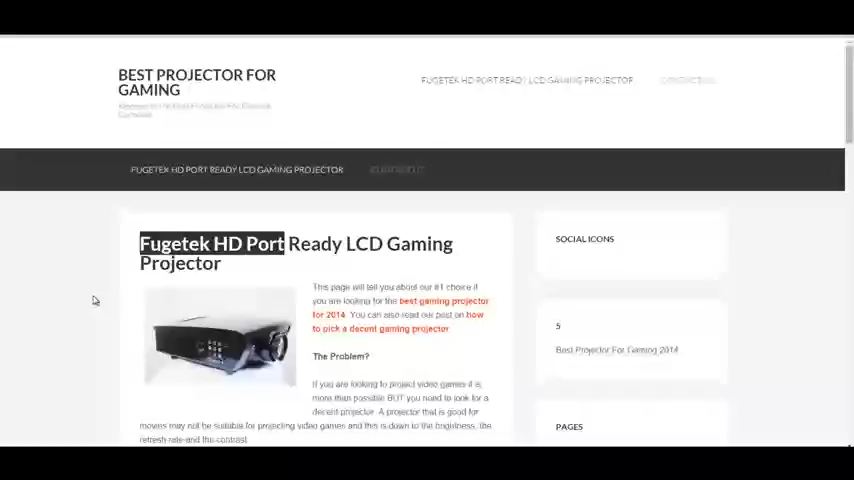 BEST PROJECTOR FOR
GAMING
FUGETEK HD PORT READY LCD GAMING PROJECTOR
FUGETEK HD PORT READY LCD GAMING PROJECTOR
Fugetek HD Port Ready LCD Gaming
Projector
This page will tell you about our #1 choice if
you are looking for the best gaming projector
for 2014. You can also read our post on how
to pick a decent gaming projector
The Problem?
If you are looking to project video games it is
more than possible BUT you need to look for a
decent projector. A projector that is good for
movies may not be suitable for projecting video games and this is down to the brightness, the
refresh rate and the contrast
SOCIAL ICONS
5
Best Projector For Gaming 2014
PAGES